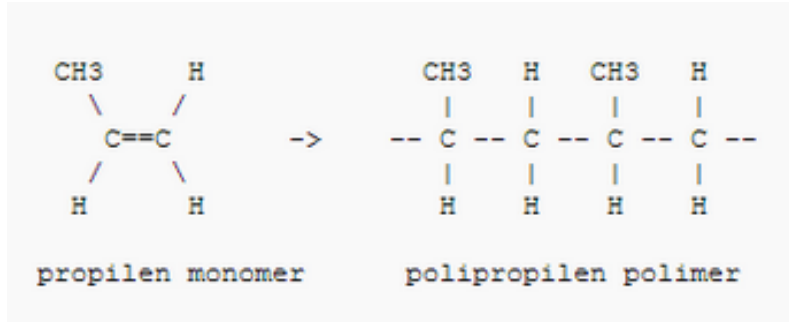 CH3 H CH3 H CH3 H
\ / | | | |
C==C -> -- C -- C -- C -- C --
/ \ | | | |
H H H H H H
propilen monomer polipropilen polimer